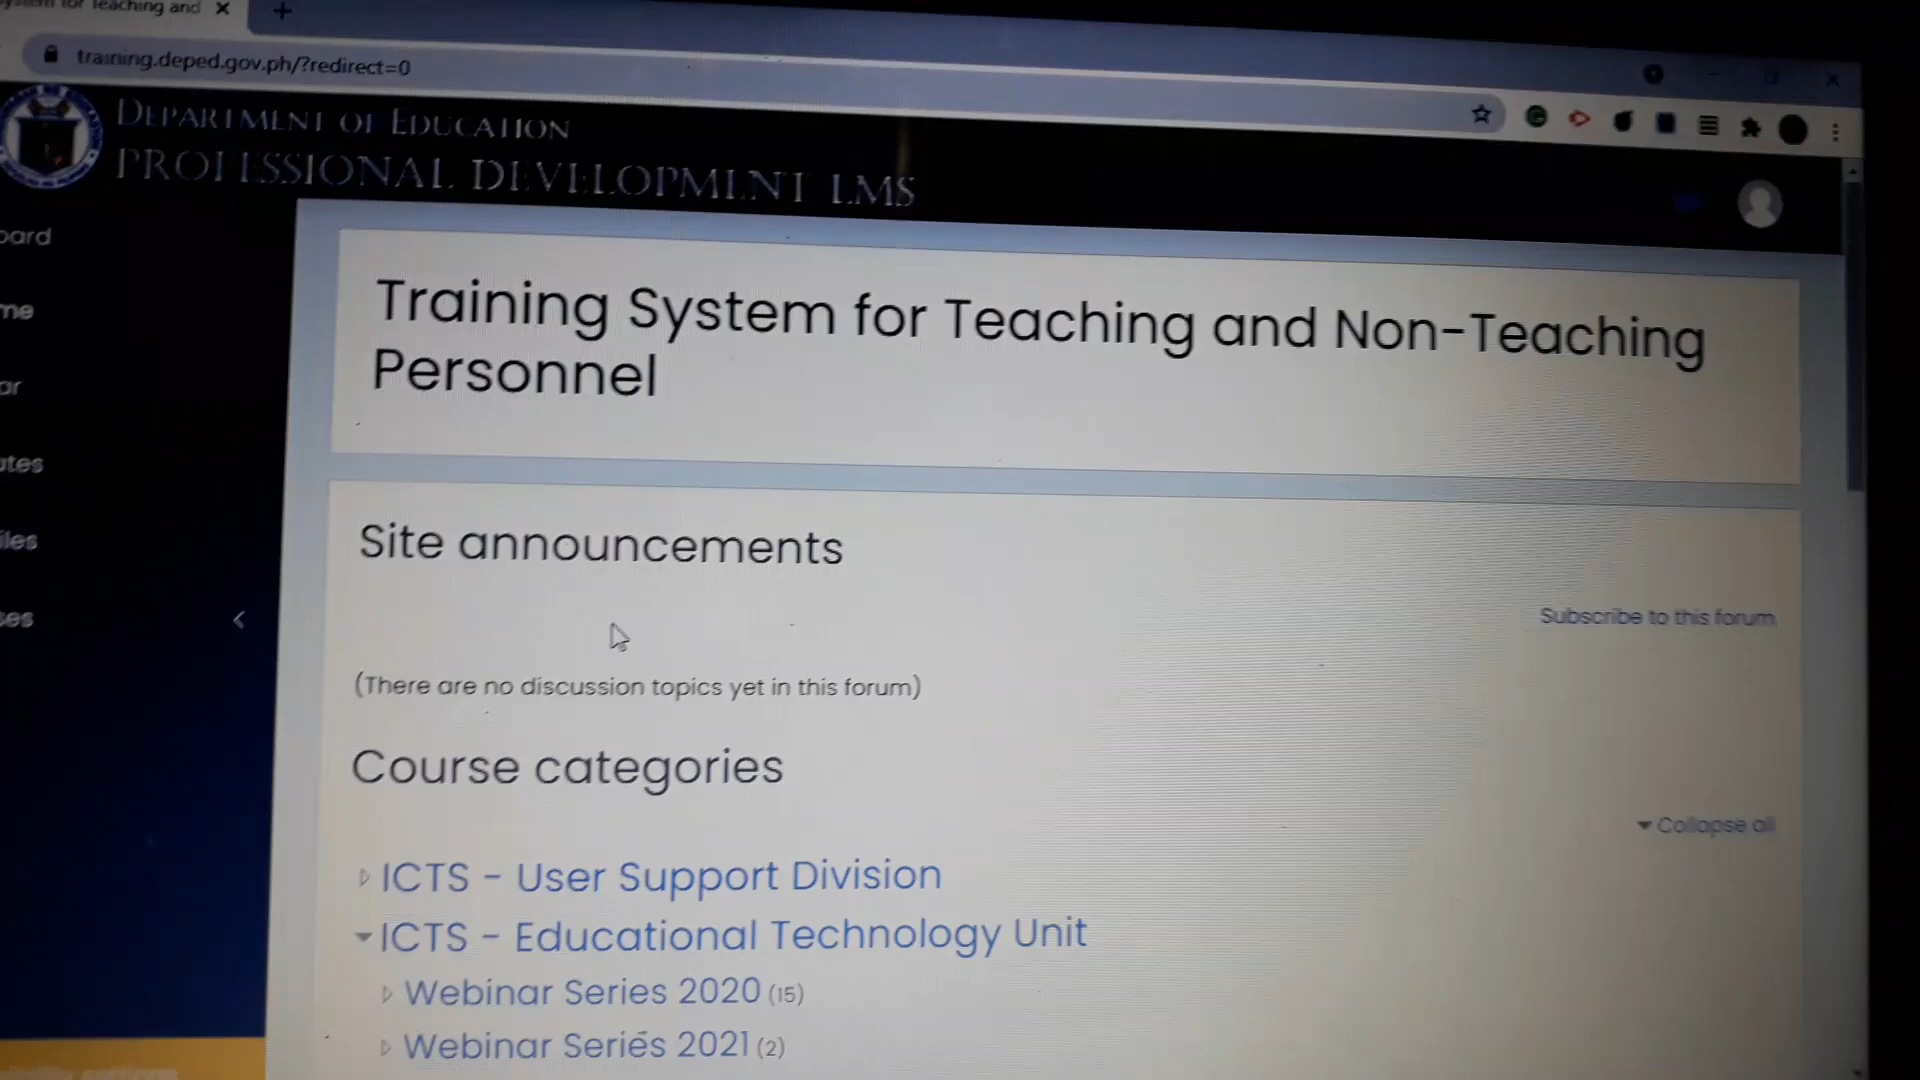 Teaching and
training.deped.gov.ph/?redirect=0
DEPARTMENT OF EDUCATION
PROFESSIONAL DEVELOPMENT LMS
Training System for Teaching and Non-Teaching
Personnel
Site announcements
Subscribe to this forum
(There are no discussion topics yet in this forum)
Course categories
Collapse all
ICTS - User Support Division
ICTS - Educational Technology Unit
Webinar Series 2020 (15)
Webinar Series 2021 (2)